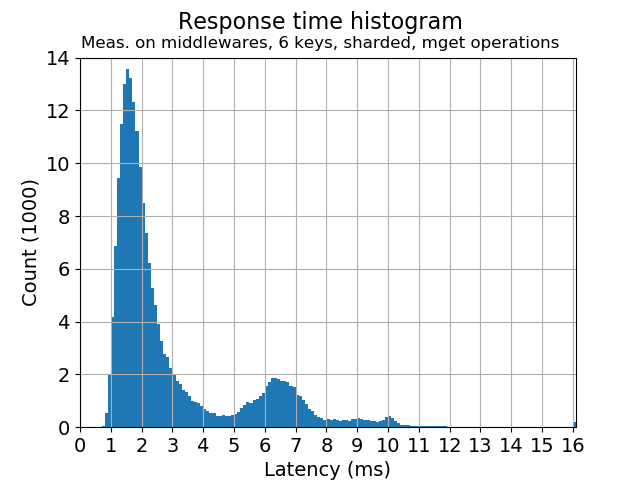 Response time histogram
Meas. on middlewares, 6 keys, sharded, mget operations
14
12
10
8
6
4
2
0
Count (1000)
0 1 2 3 4 5 6 7 8 9 10 11 12 13 14 15 16
Latency (ms)